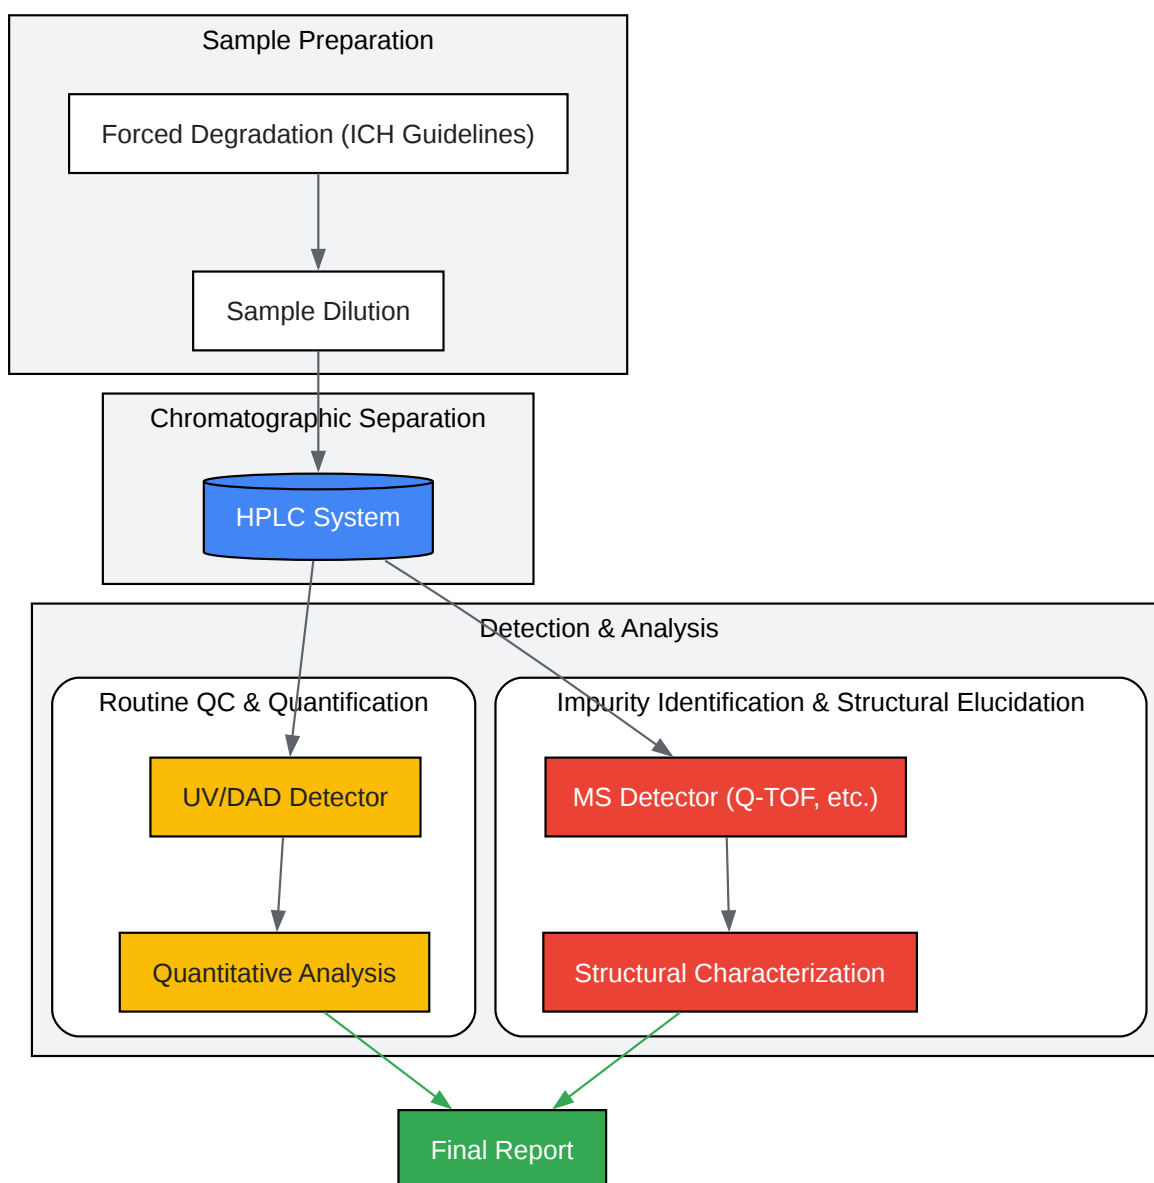 Sample Preparation
Forced Degradation (ICH Guidelines)
Sample Dilution
Chromatographic Separation
HPLC System
Detection & Analysis
Routine QC & Quantification
Impurity Identification & Structural Elucidation
UV/DAD Detector
MS Detector (Q-TOF, etc.)
Quantitative Analysis
Structural Characterization
Final Report